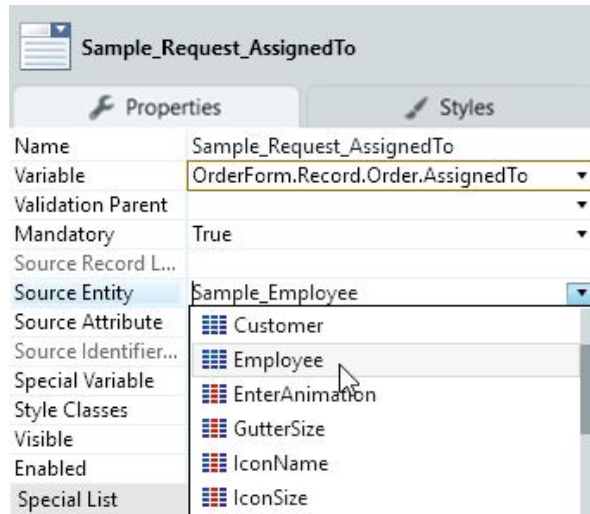 Sample_Request_AssignedTo
Properties
Styles
Name Sample_Request_AssignedTo
Variable OrderForm.Record.Order.AssignedTo
Validation Parent
Mandatory True
Source Record L...
Source Entity Sample_Employee
Source Attribute
Customer
Source Identifier...
Employee
Special Variable
EnterAnimation
Style Classes
GutterSize
Visible
IconName
Enabled
IconSize
Special List